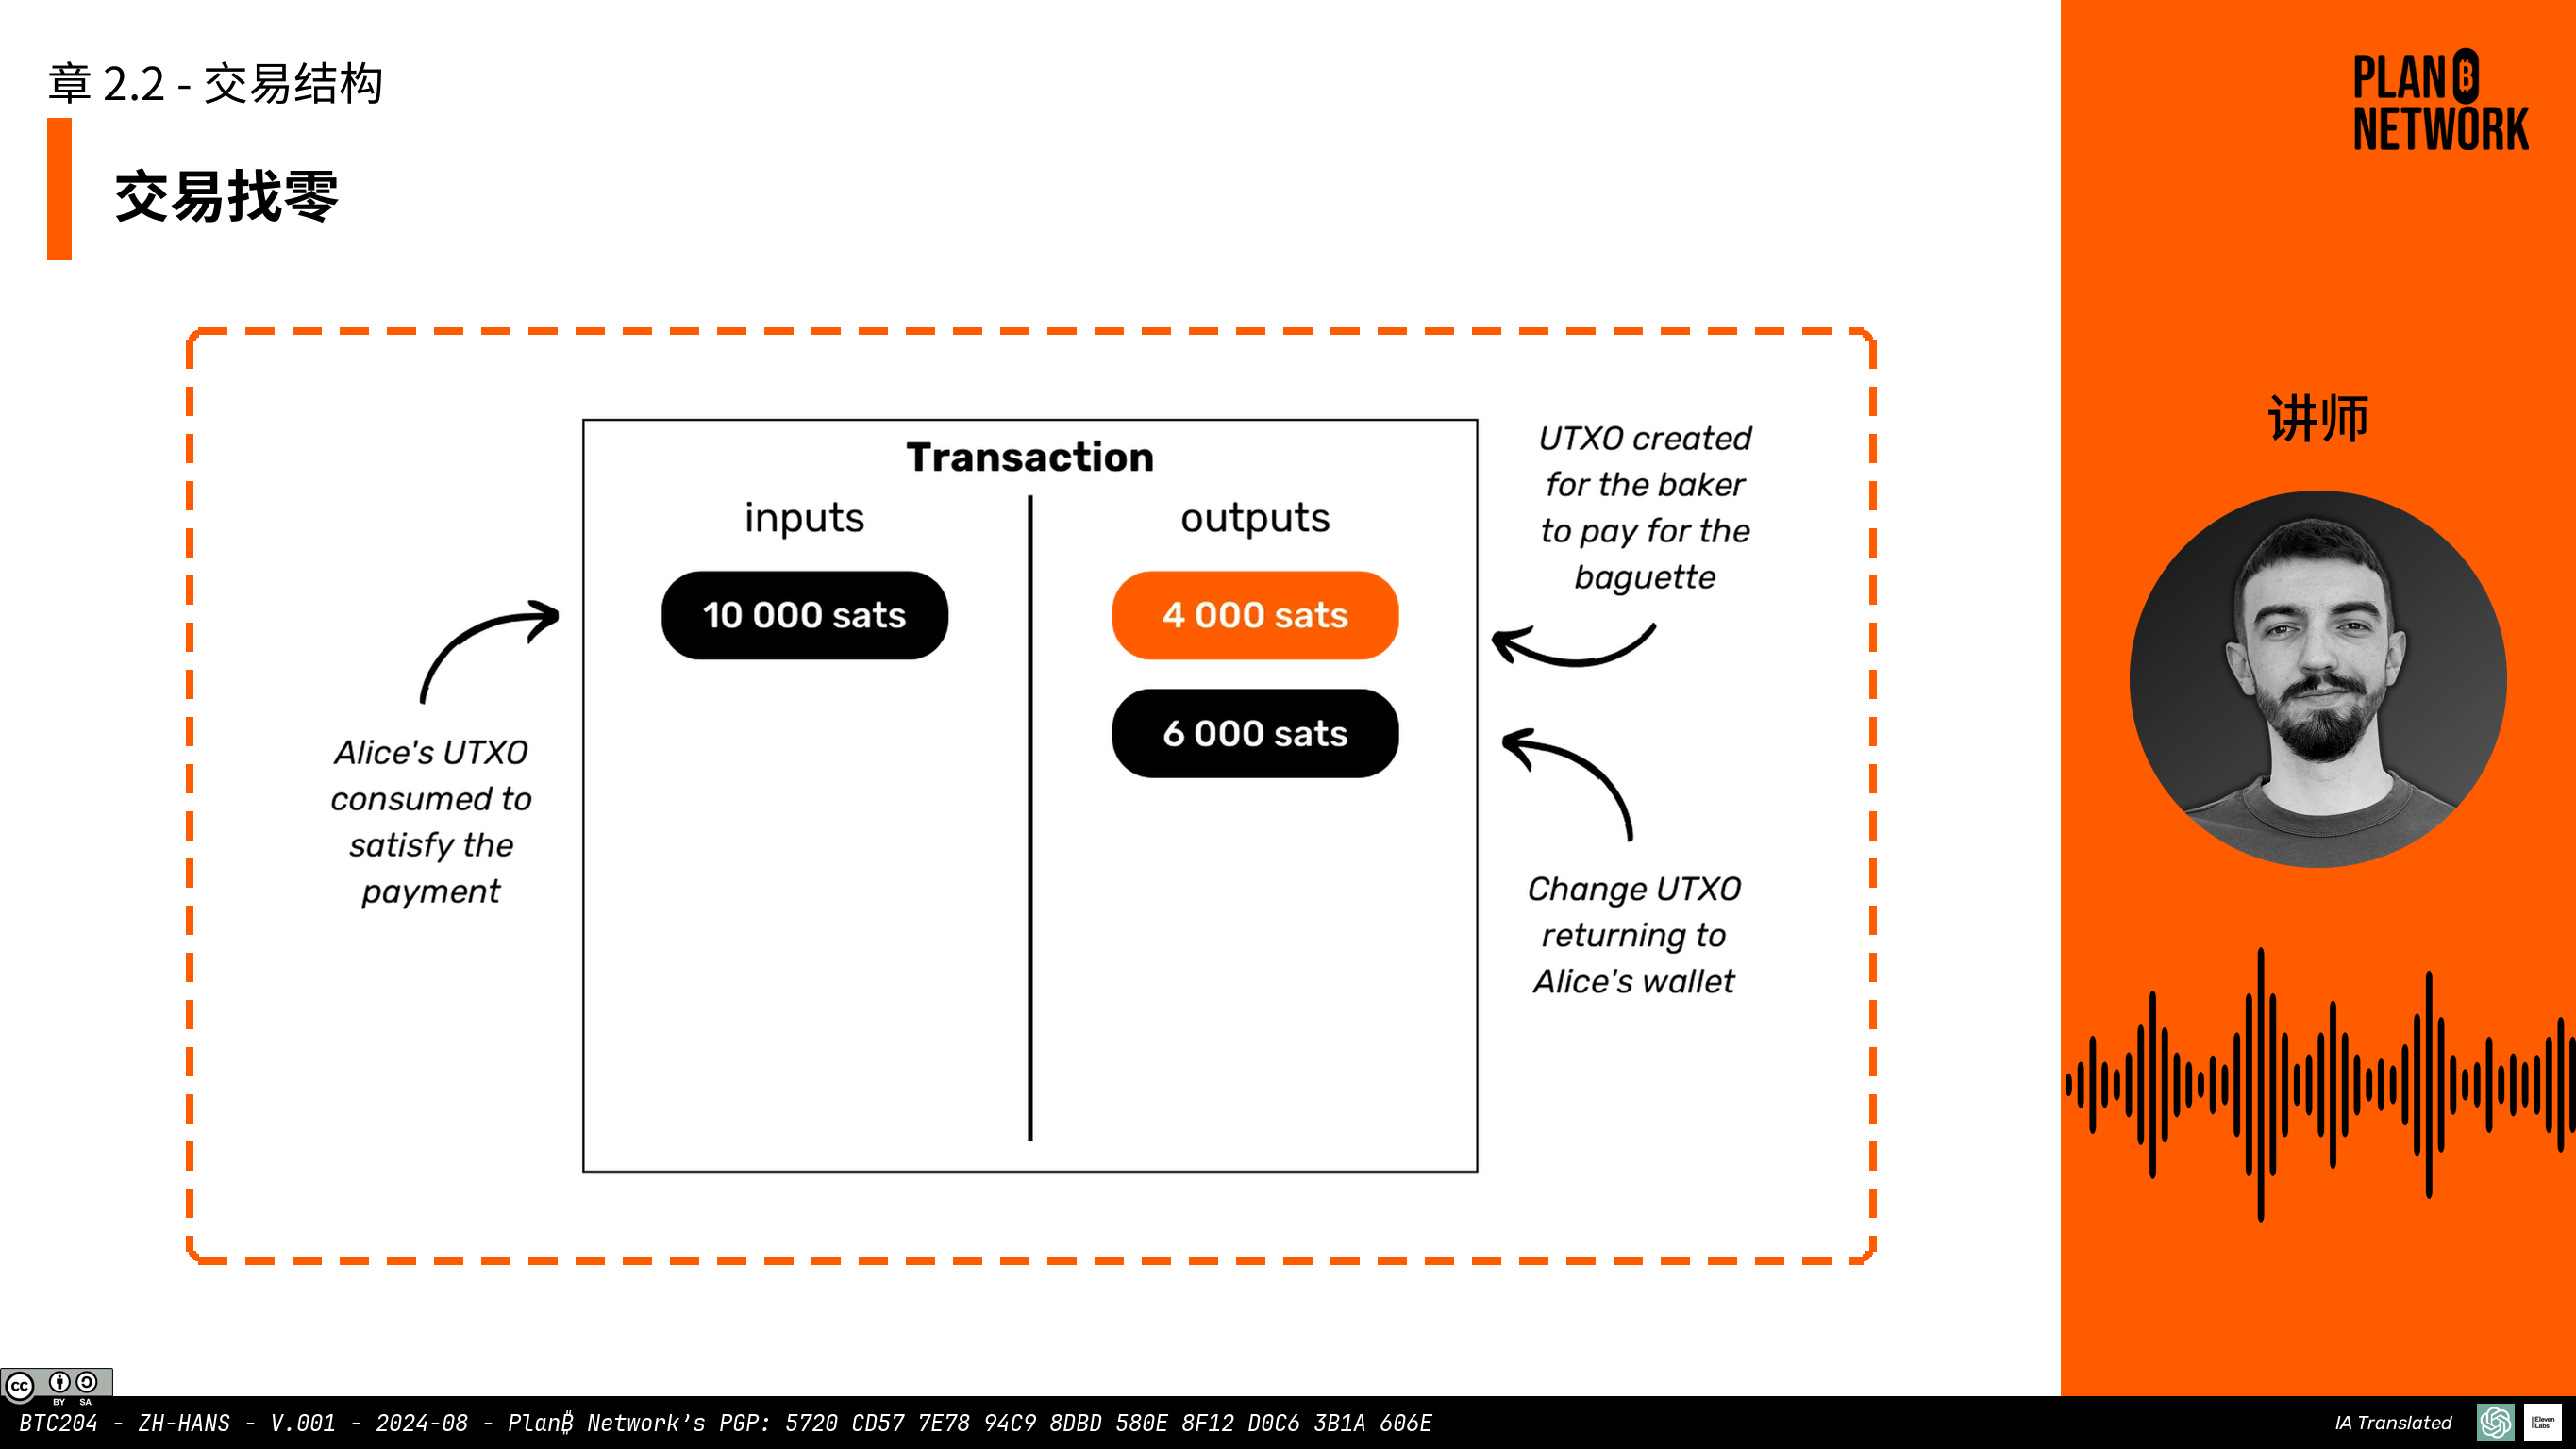 章 2.2 - 交易结构
交易找零
PLAN ₿
NETWORK
讲师
Transaction
inputs
outputs
10 000 sats
4 000 sats
6 000 sats
Alice's UTXO
consumed to
satisfy the
payment
UTXO created
for the baker
to pay for the
baguette
Change UTXO
returning to
Alice's wallet
cc
BY SA
BTC204 - ZH-HANS - V.001 - 2024-08 - Plan₿ Network's PGP: 5720 CD57 7E78 94C9 8DBD 580E 8F12 D0C6 3B1A 606E
IA Translated
ElevenLabs